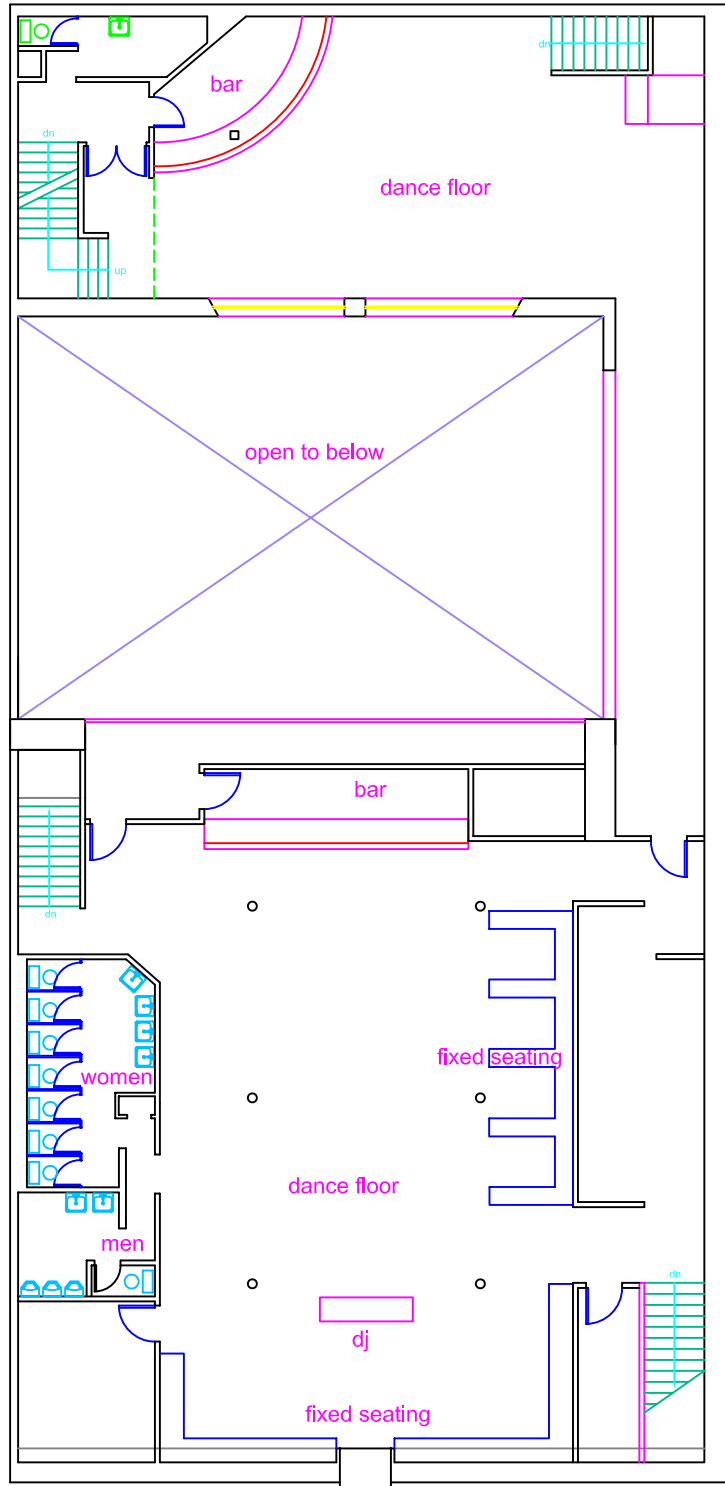 dn
bar
dn
dance floor
up
open to below
bar
dn
fixed seating
women
dance floor
men
dn
dj
fixed seating